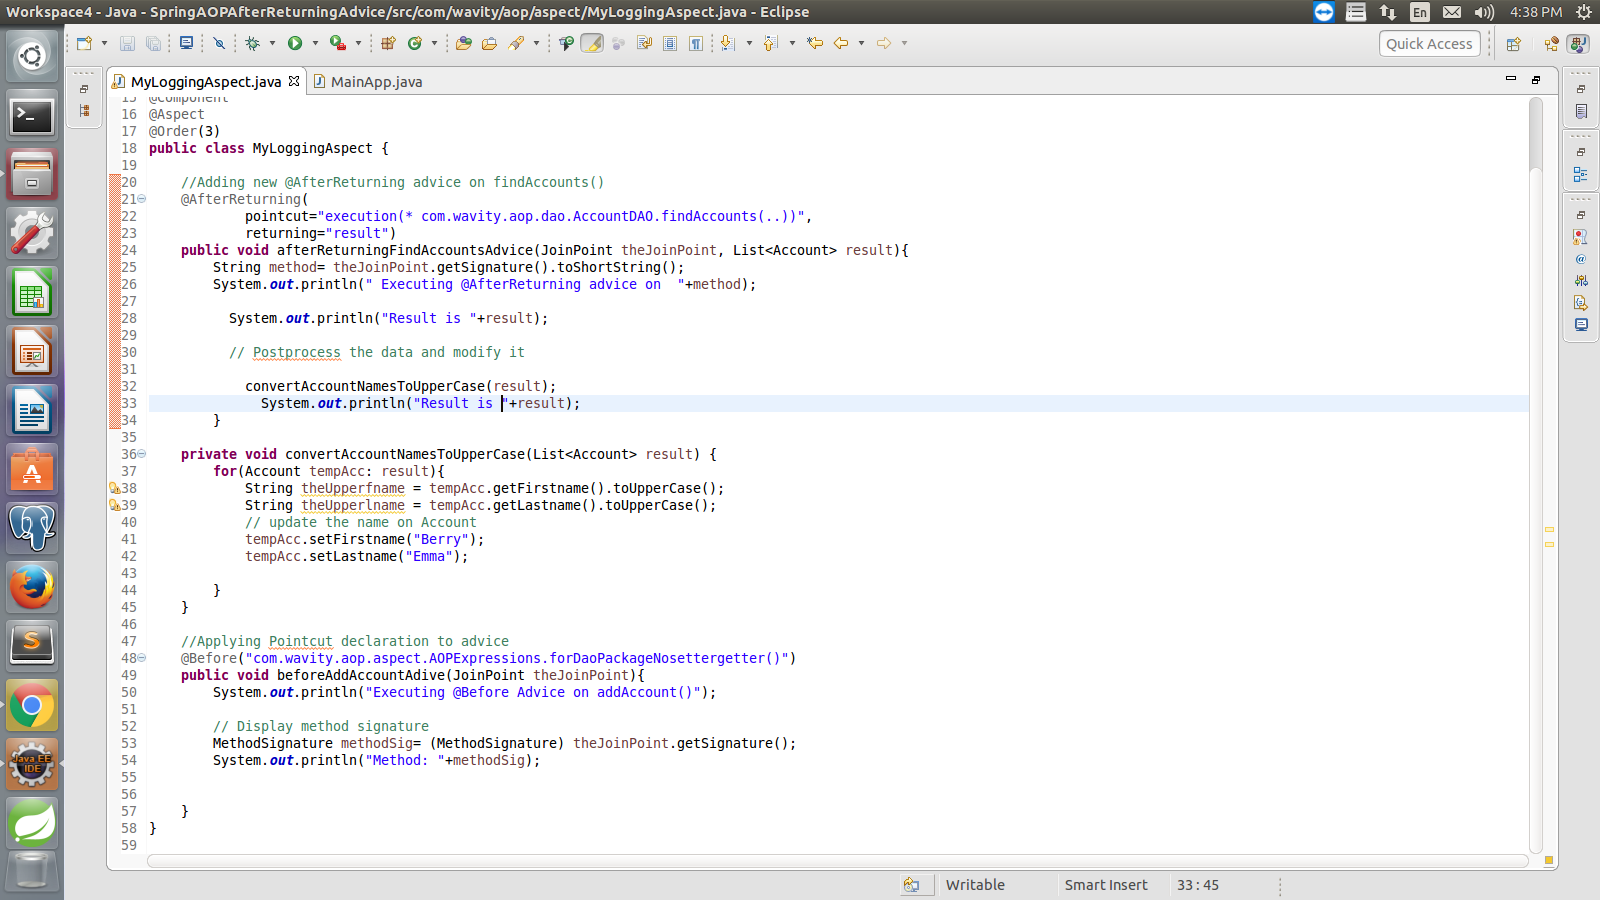 Workspace4 - Java - SpringAOPAfterReturningAdvice/src/com/wavity/aop/aspect/MyLoggingAspect.java - Eclipse
En
4:38 PM
Quick Access
MyLoggingAspect.java
MainApp.java
15 @Component
16 @Aspect
17 @Order(3)
18 public class MyLoggingAspect {
19
20 //Adding new @AfterReturning advice on findAccounts()
21 @AfterReturning(
22 pointcut="execution(* com.wavity.aop.dao.AccountDAO.findAccounts(..))",
23 returning="result")
24 public void afterReturningFindAccountsAdvice(JoinPoint theJoinPoint, List<Account> result){
25 String method= theJoinPoint.getSignature().toShortString();
26 System.out.println(" Executing @AfterReturning advice on  "+method);
27
28 System.out.println("Result is "+result);
29
30 // Postprocess the data and modify it
31
32 convertAccountNamesToUpperCase(result);
33 System.out.println("Result is "+result);
34 }
35
36 private void convertAccountNamesToUpperCase(List<Account> result) {
37 for(Account tempAcc: result){
38 String theUpperfname = tempAcc.getFirstname().toUpperCase();
39 String theUpperlname = tempAcc.getLastname().toUpperCase();
40 // update the name on Account
41 tempAcc.setFirstname("Berry");
42 tempAcc.setLastname("Emma");
43
44 }
45 }
46
47 //Applying Pointcut declaration to advice
48 @Before("com.wavity.aop.aspect.AOPExpressions.forDaoPackageNosettergetter()")
49 public void beforeAddAccountAdive(JoinPoint theJoinPoint){
50 System.out.println("Executing @Before Advice on addAccount()");
51
52 // Display method signature
53 MethodSignature methodSig= (MethodSignature) theJoinPoint.getSignature();
54 System.out.println("Method: "+methodSig);
55
56
57 }
58 }
59
Java EE
IDE
Writable
Smart Insert
33 : 45